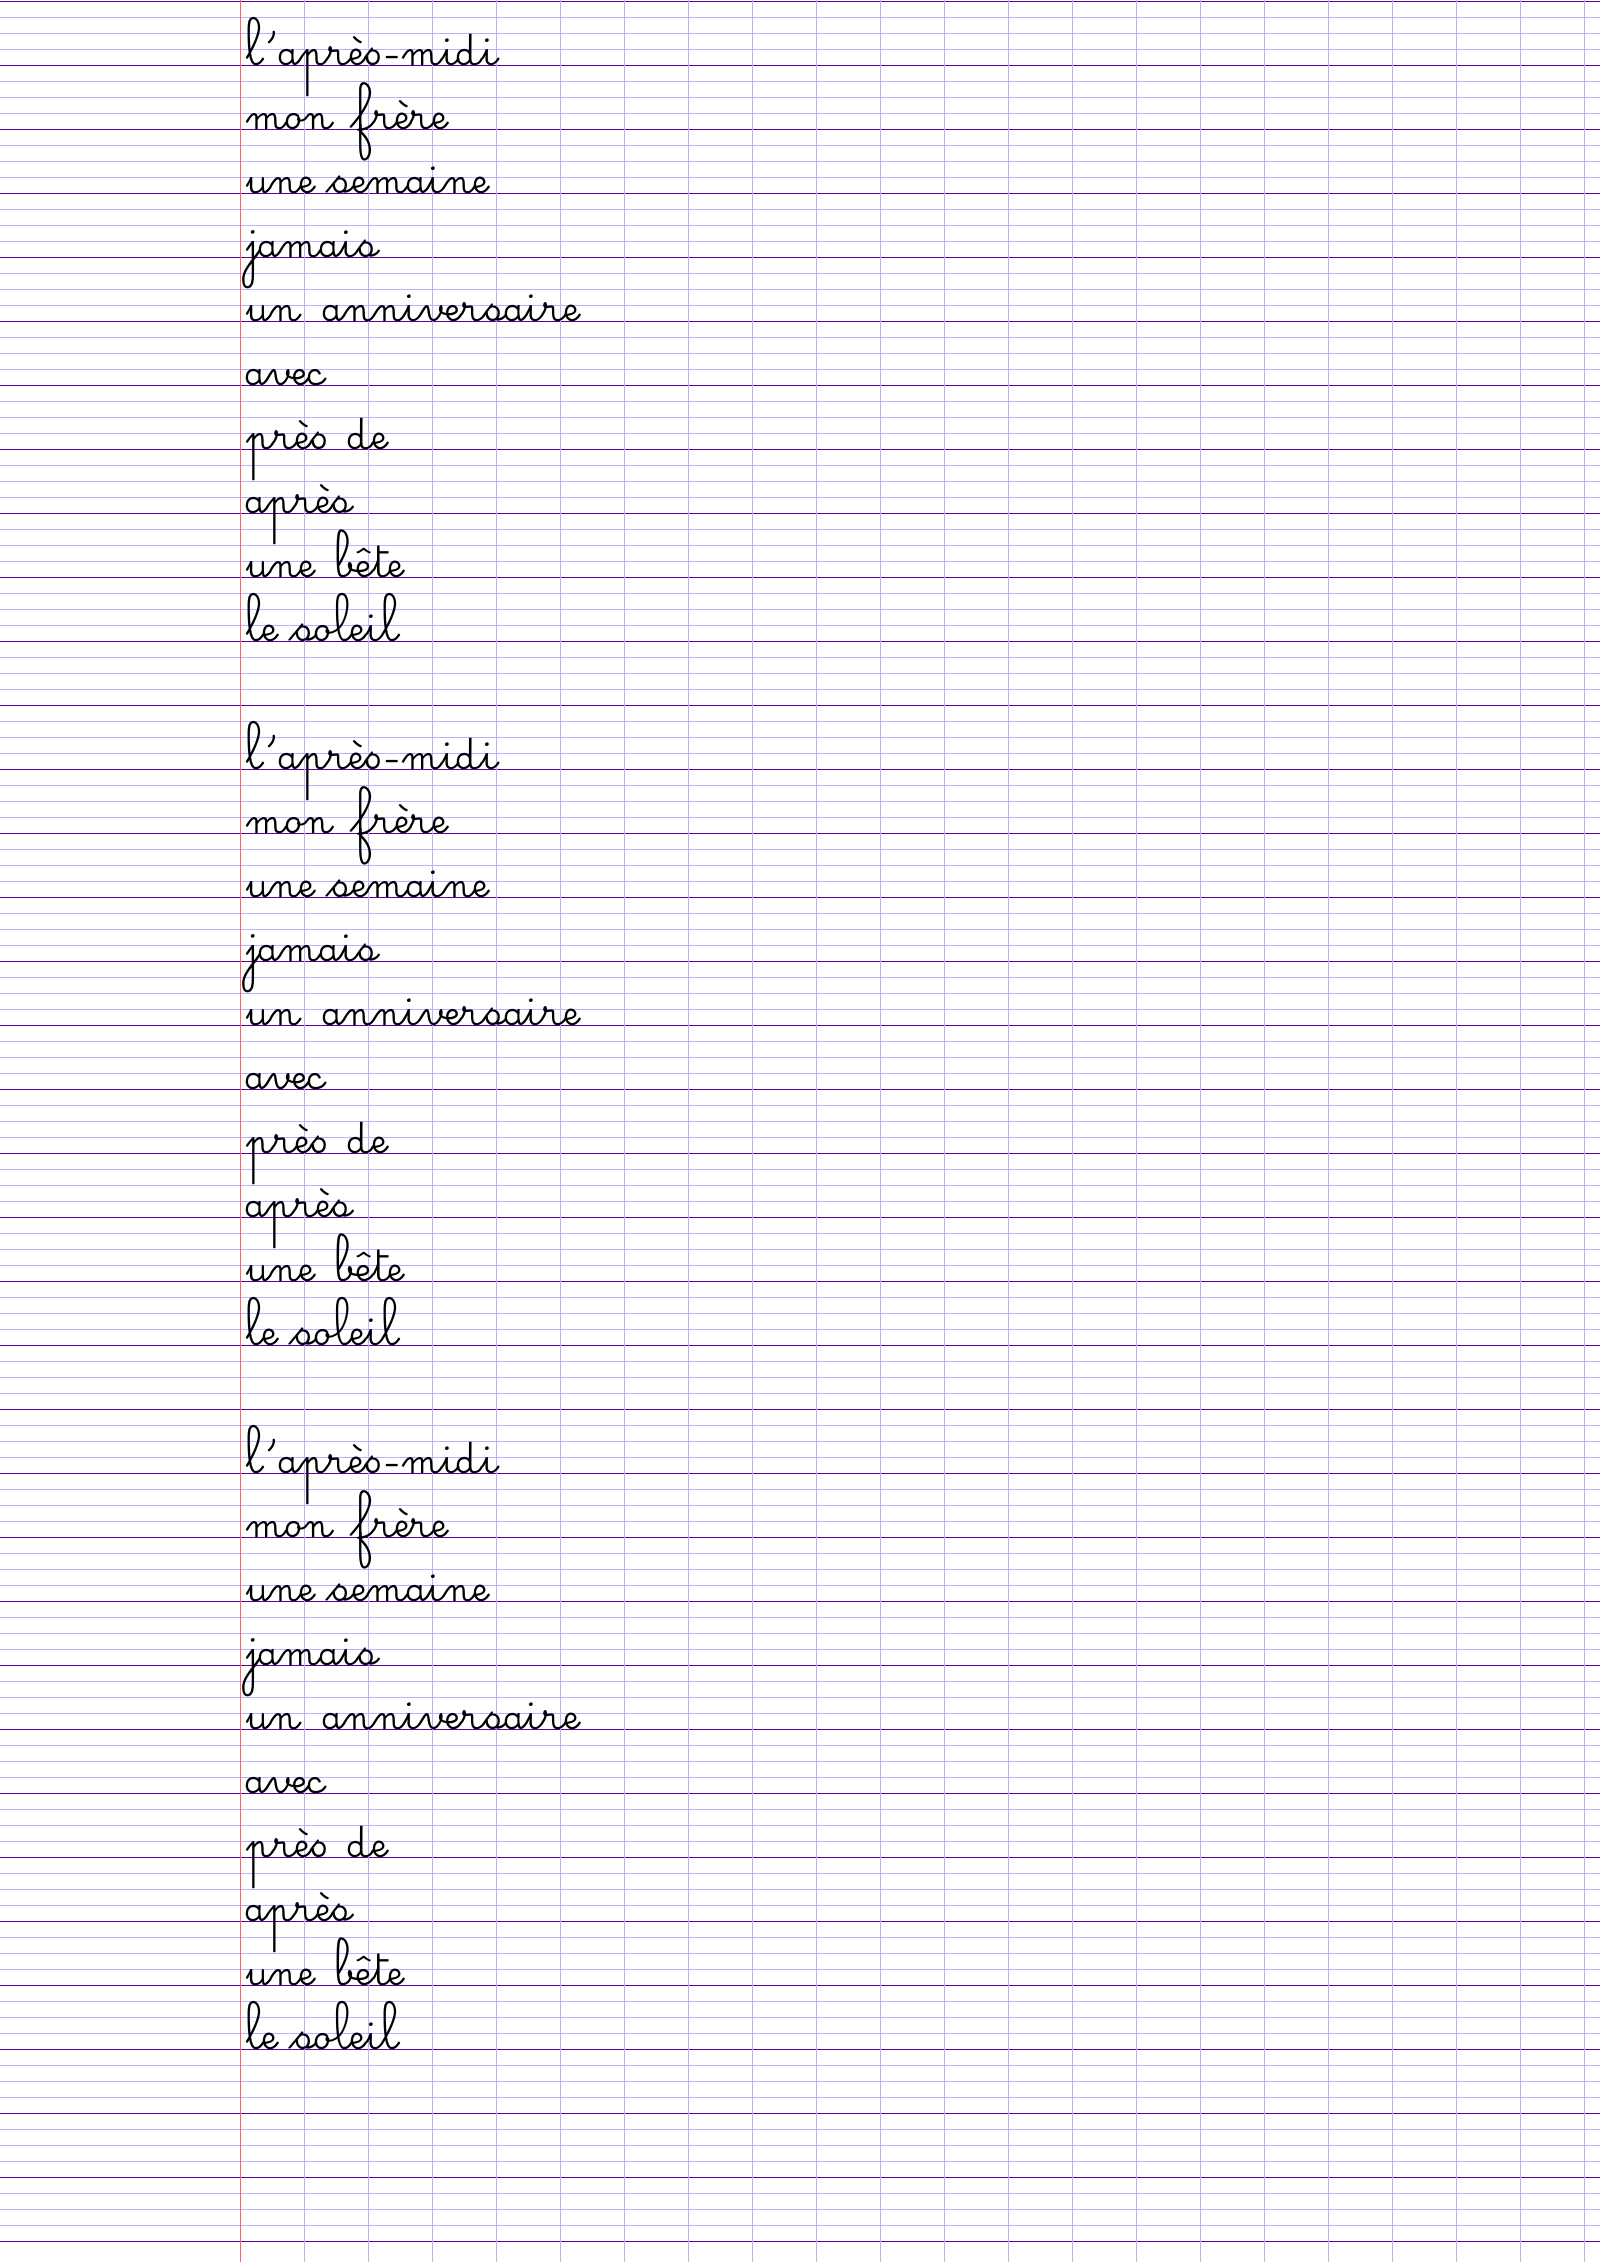 l'après-midi
mon frère
une semaine
jamais
un anniversaire
avec
près de
après
une bête
le soleil
l'après-midi
mon frère
une semaine
jamais
un anniversaire
avec
près de
après
une bête
le soleil
l'après-midi
mon frère
une semaine
jamais
un anniversaire
avec
près de
après
une bête
le soleil